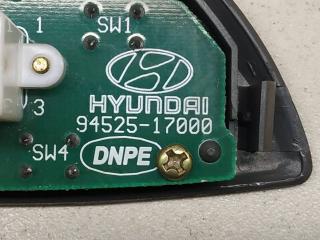 1
SW1
HYUNDAI
94525-17000
3
SW4
DNPE